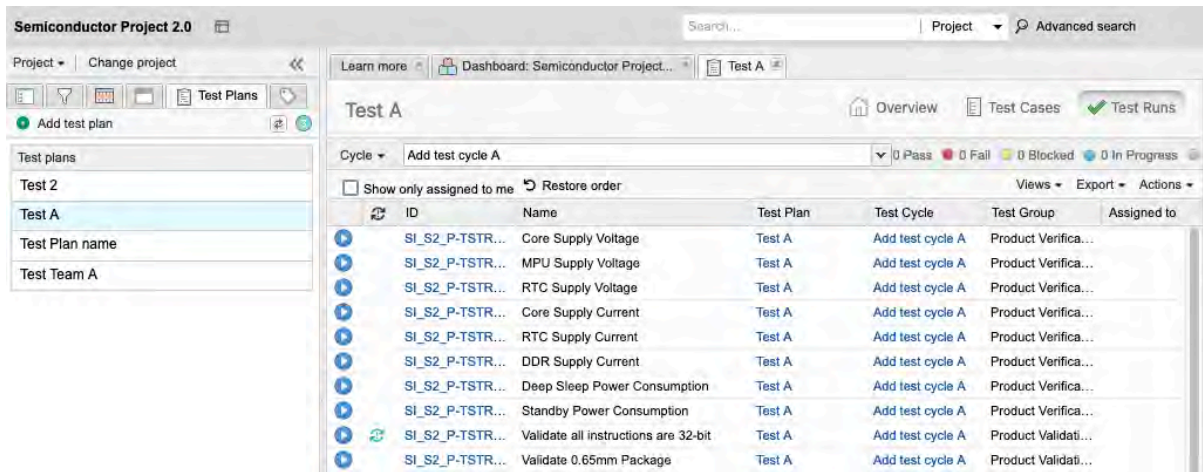 Semiconductor Project 2.0
Search...
Project
Advanced search
Project
Change project
Learn more
Dashboard: Semiconductor Project...
Test A
Test Plans
Add test plan
Test A
Overview
Test Cases
Test Runs
Test plans
Test 2
Test A
Test Plan name
Test Team A
Cycle
Add test cycle A
0 Pass 0 Fail 0 Blocked 0 In Progress
Show only assigned to me
Restore order
Views Export Actions
ID Name Test Plan Test Cycle Test Group Assigned to
SI_S2_P-TSTR... Core Supply Voltage Test A Add test cycle A Product Verifica...
SI_S2_P-TSTR... MPU Supply Voltage Test A Add test cycle A Product Verifica...
SI_S2_P-TSTR... RTC Supply Voltage Test A Add test cycle A Product Verifica...
SI_S2_P-TSTR... Core Supply Current Test A Add test cycle A Product Verifica...
SI_S2_P-TSTR... RTC Supply Current Test A Add test cycle A Product Verifica...
SI_S2_P-TSTR... DDR Supply Current Test A Add test cycle A Product Verifica...
SI_S2_P-TSTR... Deep Sleep Power Consumption Test A Add test cycle A Product Verifica...
SI_S2_P-TSTR... Standby Power Consumption Test A Add test cycle A Product Verifica...
SI_S2_P-TSTR... Validate all instructions are 32-bit Test A Add test cycle A Product Validati...
SI_S2_P-TSTR... Validate 0.65mm Package Test A Add test cycle A Product Validati...